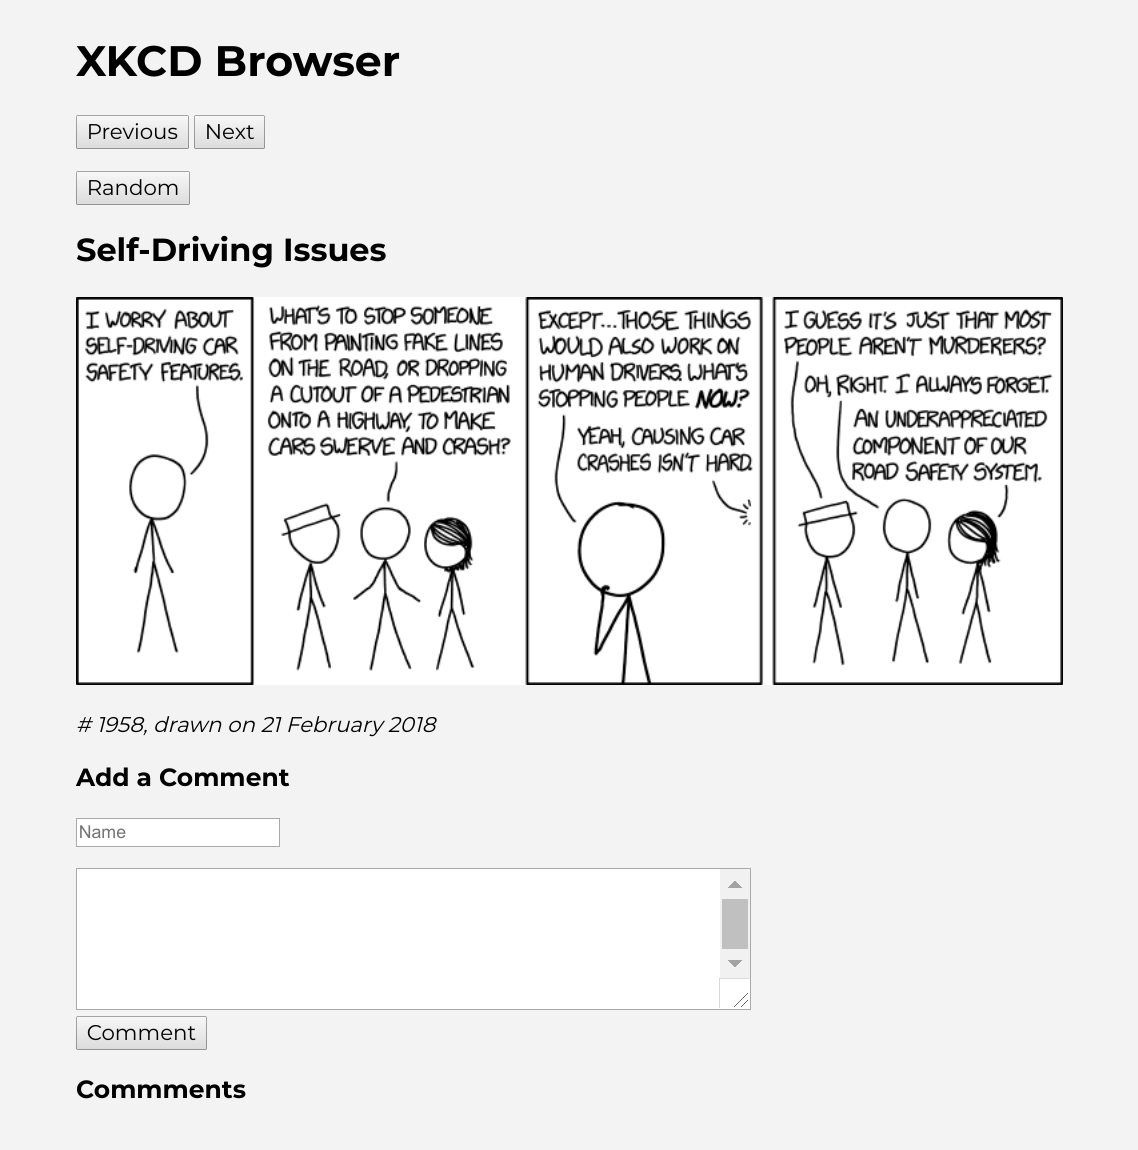 XKCD Browser
Previous Next
Random
Self-Driving Issues
I WORRY ABOUT
SELF-DRIVING CAR
SAFETY FEATURES.
WHAT'S TO STOP SOMEONE
FROM PAINTING FAKE LINES
ON THE ROAD, OR DROPPING
A CUTOUT OF A PEDESTRIAN
ONTO A HIGHWAY, TO MAKE
CARS SWERVE AND CRASH?
EXCEPT...THOSE THINGS
WOULD ALSO WORK ON
HUMAN DRIVERS. WHAT'S
STOPPING PEOPLE NOW?
YEAH, CAUSING CAR
CRASHES ISN'T HARD.
I GUESS IT'S JUST THAT MOST
PEOPLE AREN'T MURDERERS?
OH, RIGHT. I ALWAYS FORGET.
AN UNDERAPPRECIATED
COMPONENT OF OUR
ROAD SAFETY SYSTEM.
# 1958, drawn on 21 February 2018
Add a Comment
Name
Comment
Commments